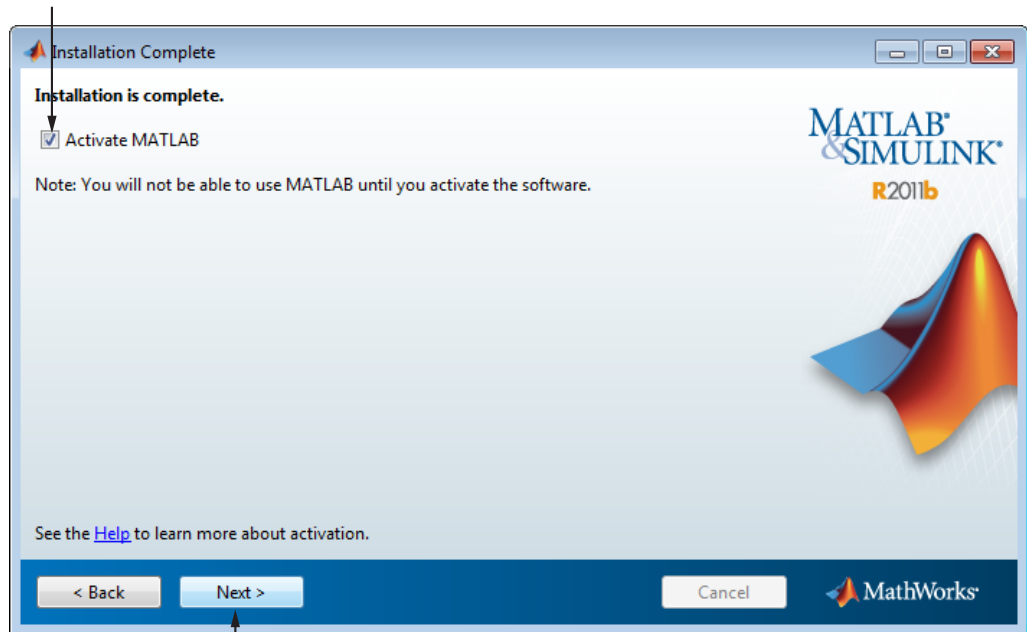 Installation Complete
Installation is complete.
Activate MATLAB
Note: You will not be able to use MATLAB until you activate the software.
MATLAB®
&SIMULINK®
R2011b
See the Help to learn more about activation.
< Back Next > Cancel MathWorks®